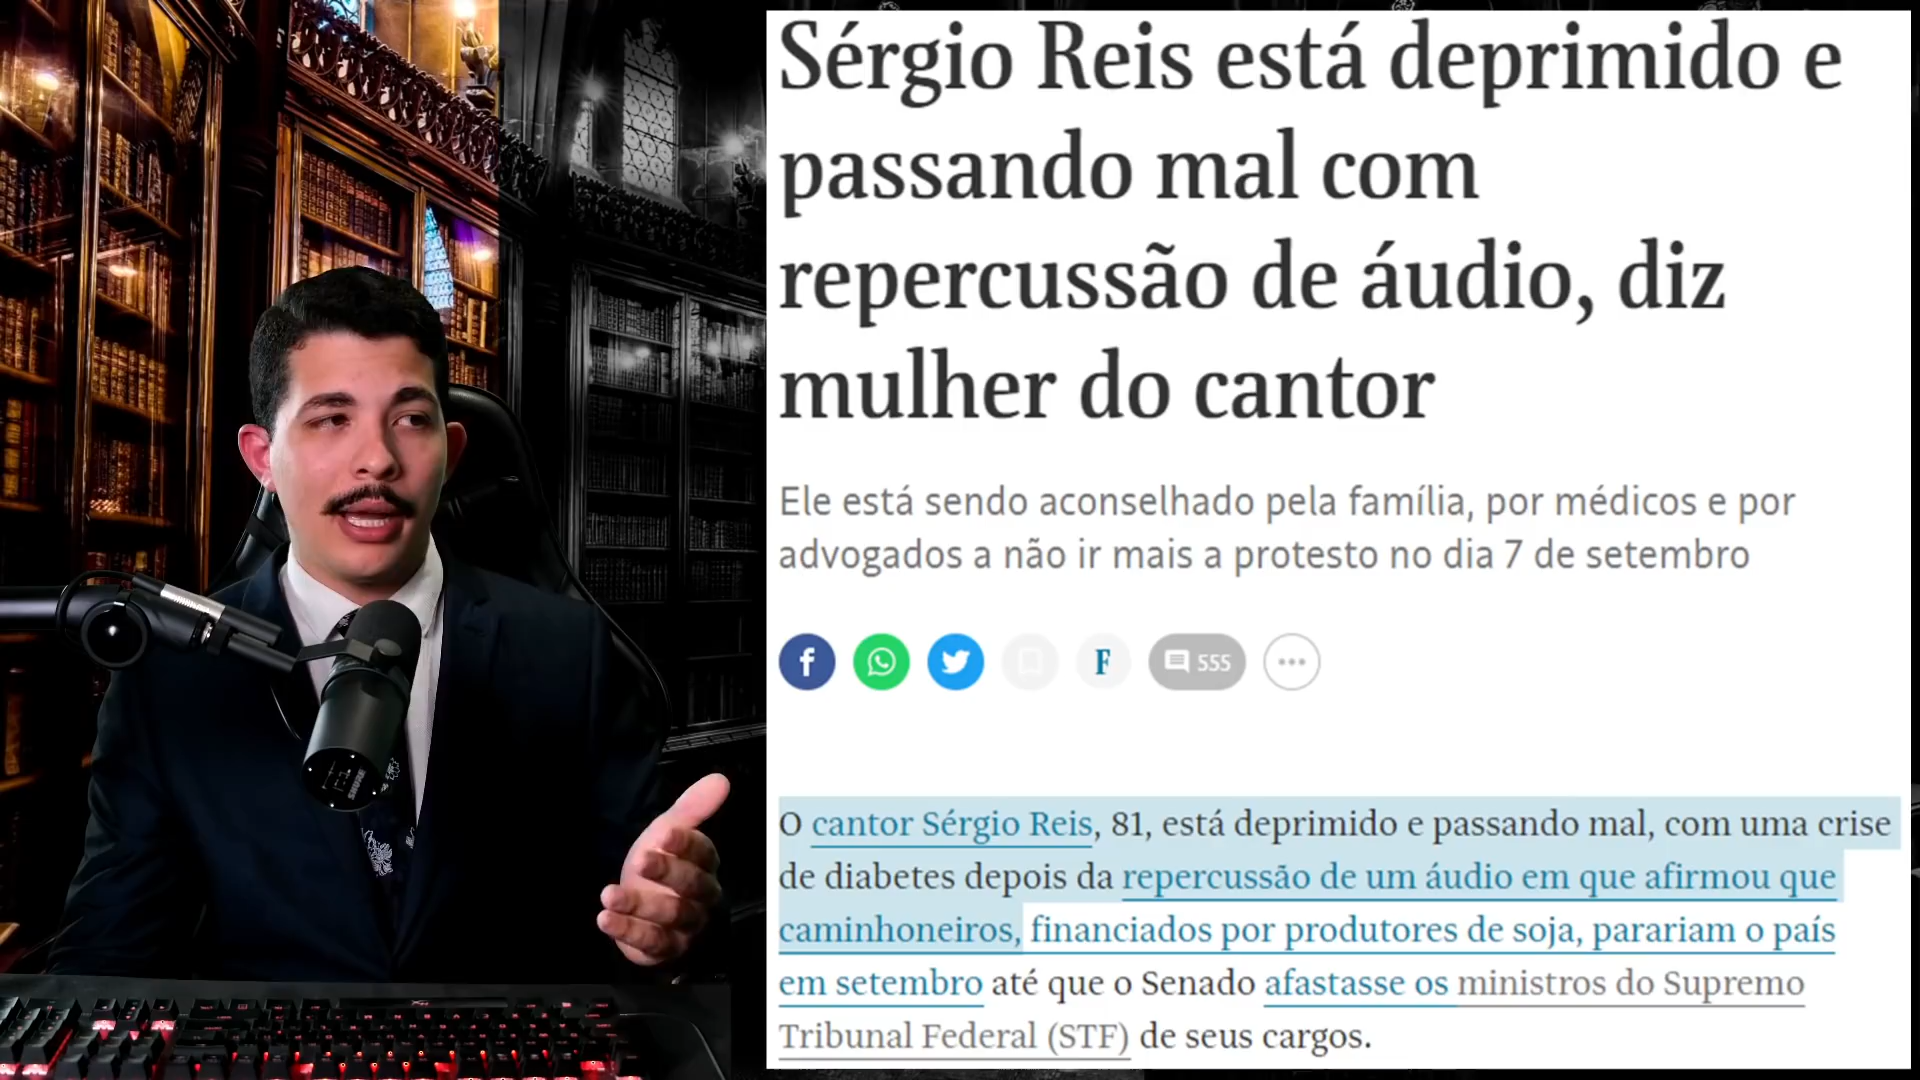 Sérgio Reis está deprimido e
passando mal com
repercussão de áudio, diz
mulher do cantor
Ele está sendo aconselhado pela família, por médicos e por
advogados a não ir mais a protesto no dia 7 de setembro
f
F
555
O cantor Sérgio Reis, 81, está deprimido e passando mal, com uma crise
de diabetes depois da repercussão de um áudio em que afirmou que
caminhoneiros, financiados por produtores de soja, parariam o país
em setembro até que o Senado afastasse os ministros do Supremo
Tribunal Federal (STF) de seus cargos.
SHURE